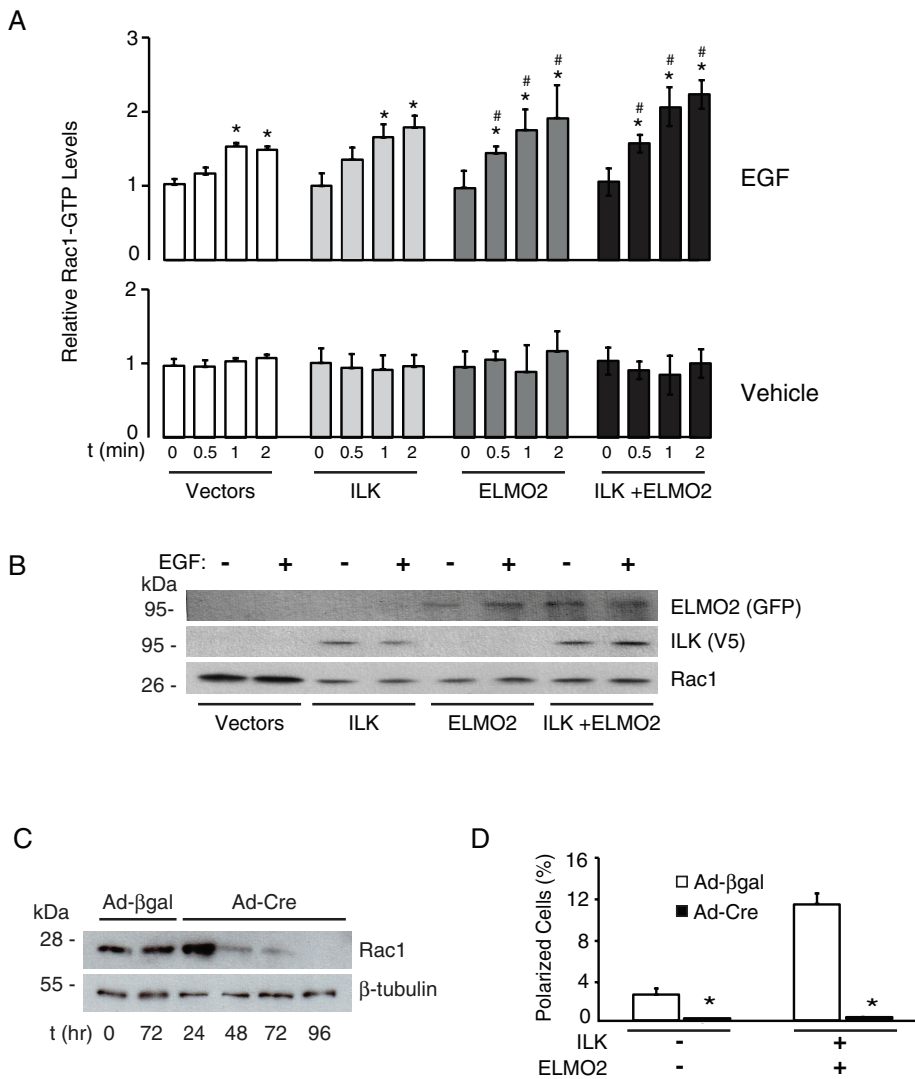 A
Relative Rac1-GTP Levels
3
2
1
0
* *
* *
# # #
* * *
# # #
* * *
EGF
2
1
0
Vehicle
t (min) 0 0.5 1 2 0 0.5 1 2 0 0.5 1 2 0 0.5 1 2
Vectors ILK ELMO2 ILK +ELMO2
B
EGF: - + - + - + - +
kDa
95- ELMO2 (GFP)
95 - ILK (V5)
26 - Rac1
Vectors ILK ELMO2 ILK +ELMO2
C
Ad-βgal Ad-Cre
kDa
28 - Rac1
55 - β-tubulin
t (hr) 0 72 24 48 72 96
D
Polarized Cells (%)
16
12
8
4
0
Ad-βgal
Ad-Cre
* *
ILK - +
ELMO2 - +